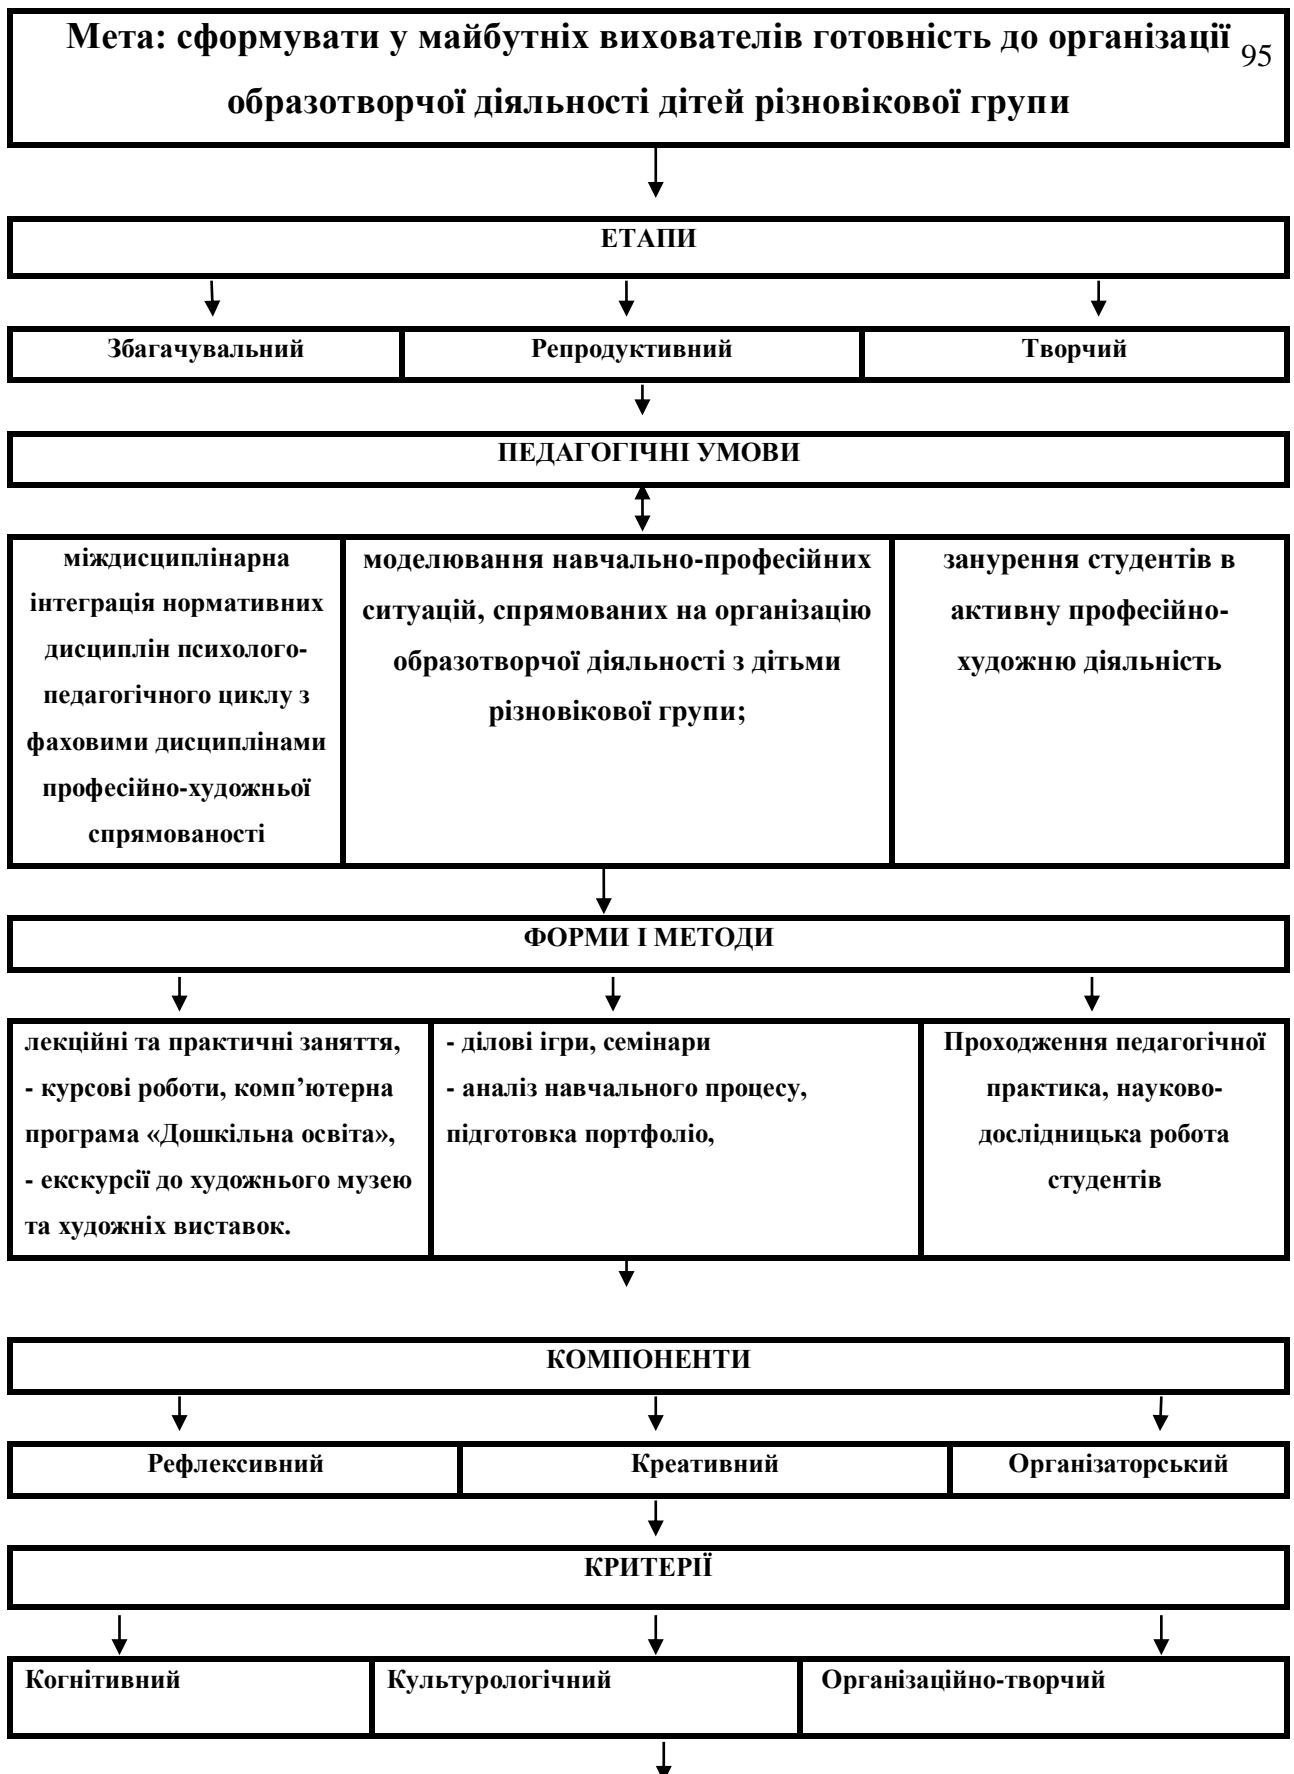 Мета: сформувати у майбутніх вихователів готовність до організації
95
образотворчої діяльності дітей різновікової групи
ЕТАПИ
Збагачувальний
Репродуктивний
Творчий
ПЕДАГОГІЧНІ УМОВИ
міждисциплінарна
інтеграція нормативних
дисциплін психолого-
педагогічного циклу з
фаховими дисциплінами
професійно-художньої
спрямованості
моделювання навчально-професійних
ситуацій, спрямованих на організацію
образотворчої діяльності з дітьми
різновікової групи;
занурення студентів в
активну професійно-
художню діяльність
ФОРМИ І МЕТОДИ
лекційні та практичні заняття,
- курсові роботи, комп’ютерна
програма «Дошкільна освіта»,
- екскурсії до художнього музею
та художніх виставок.
- ділові ігри, семінари
- аналіз навчального процесу,
підготовка портфоліо,
Проходження педагогічної
практика, науково-
дослідницька робота
студентів
КОМПОНЕНТИ
Рефлексивний
Креативний
Організаторський
КРИТЕРІЇ
Когнітивний
Культурологічний
Організаційно-творчий